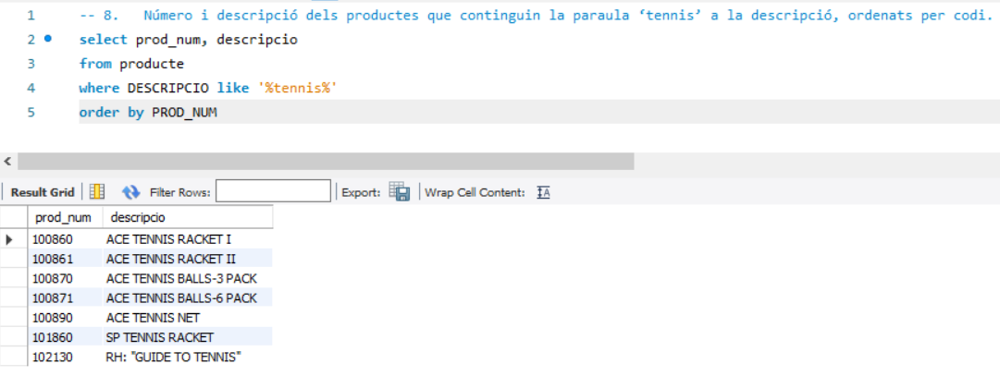 1 -- 8. Número i descripció dels productes que continguin la paraula ‘tennis’ a la descripció, ordenats per codi.
2 select prod_num, descripcio
3 from producte
4 where DESCRIPCIO like '%tennis%'
5 order by PROD_NUM
Result Grid Filter Rows: Export: Wrap Cell Content: IA
prod_num descripcio
100860 ACE TENNIS RACKET I
100861 ACE TENNIS RACKET II
100870 ACE TENNIS BALLS-3 PACK
100871 ACE TENNIS BALLS-6 PACK
100890 ACE TENNIS NET
101860 SP TENNIS RACKET
102130 RH: "GUIDE TO TENNIS"